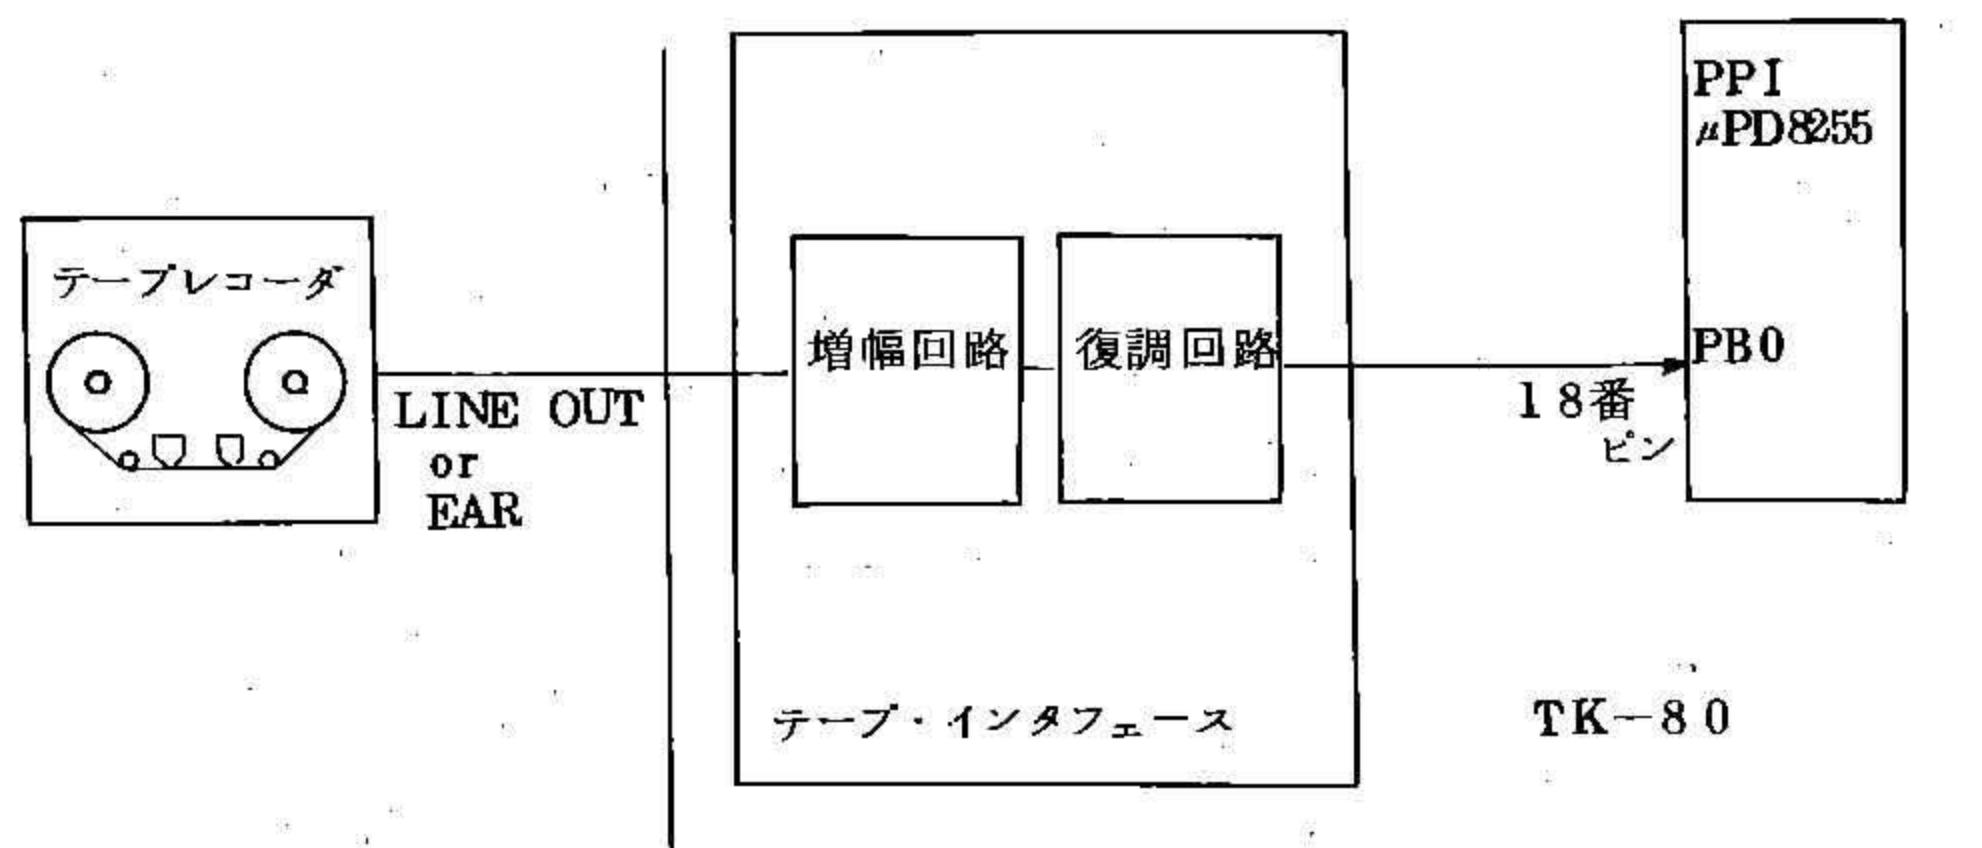 テープレコーダ
LINE OUT
or
EAR
増幅回路
復調回路
テープ・インタフェース
PPI
μPD8255
PB0
18番
ピン
TK-80